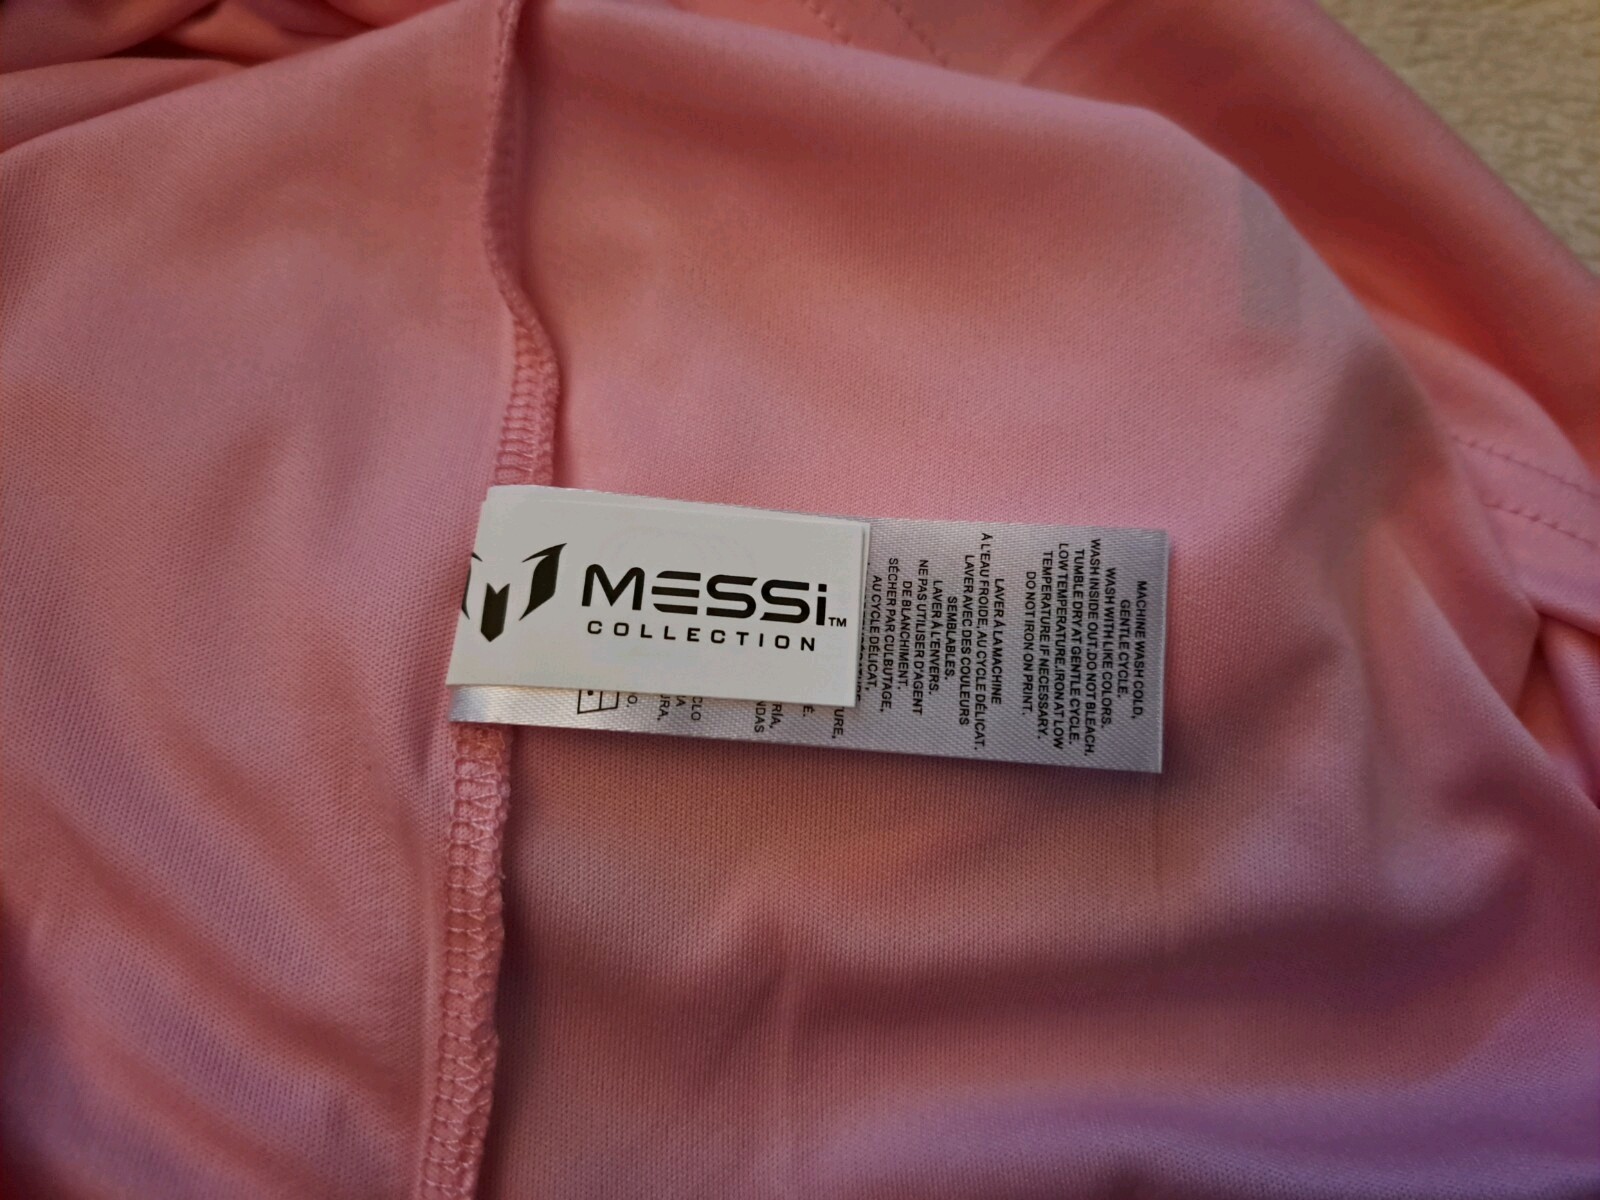 MESSi™
COLLECTION
MACHINE WASH COLD,
GENTLE CYCLE.
WASH WITH LIKE COLORS.
WASH INSIDE OUT.DO NOT BLEACH.
TUMBLE DRY AT GENTLE CYCLE.
LOW TEMPERATURE.IRON AT LOW
TEMPERATURE IF NECESSARY.
DO NOT IRON ON PRINT.
LAVER À LA MACHINE
À L'EAU FROIDE, AU CYCLE DÉLICAT.
LAVER AVEC DES COULEURS
SEMBLABLES.
LAVER À L'ENVERS.
NE PAS UTILISER D'AGENT
DE BLANCHIMENT.
SÉCHER PAR CULBUTAGE,
AU CYCLE DÉLICAT,